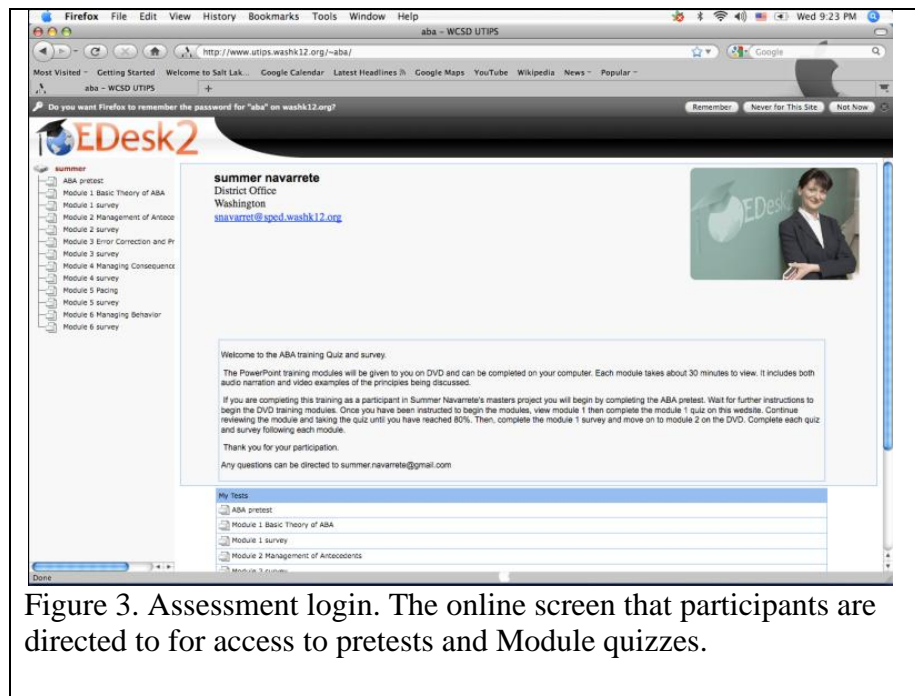 Firefox File Edit View History Bookmarks Tools Window Help Wed 9:23 PM
aba – WCSD UTIPS
http://www.utips.washk12.org/~aba/ Google
Most Visited Getting Started Welcome to Salt Lak... Google Calendar Latest Headlines Google Maps YouTube Wikipedia News Popular
aba – WCSD UTIPS +
Do you want Firefox to remember the password for "aba" on washk12.org? Remember Never for This Site Not Now
EDesk2
summer
ABA pretest
Module 1 Basic Theory of ABA
Module 1 survey
Module 2 Management of Antece
Module 2 survey
Module 3 Error Correction and Pr
Module 3 survey
Module 4 Managing Consequence
Module 4 survey
Module 5 Pacing
Module 5 survey
Module 6 Managing Behavior
Module 6 survey
summer navarrete
District Office
Washington
snavarret@sped.washk12.org
EDesk
Welcome to the ABA training Quiz and survey.
The PowerPoint training modules will be given to you on DVD and can be completed on your computer. Each module takes about 30 minutes to view. It includes both
audio narration and video examples of the principles being discussed.
If you are completing this training as a participant in Summer Navarrete's masters project you will begin by completing the ABA pretest. Wait for further instructions to
begin the DVD training modules. Once you have been instructed to begin the modules, view module 1 then complete the module 1 quiz on this website. Continue
reviewing the module and taking the quiz until you have reached 80%. Then, complete the module 1 survey and move on to module 2 on the DVD. Complete each quiz
and survey following each module.
Thank you for your participation.
Any questions can be directed to summer.navarrete@gmail.com
My Tests
ABA pretest
Module 1 Basic Theory of ABA
Module 1 survey
Module 2 Management of Antecedents
Module 2 survey
Done
Figure 3. Assessment login. The online screen that participants are
directed to for access to pretests and Module quizzes.